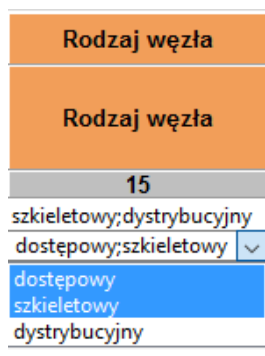 Rodzaj węzła
Rodzaj węzła
15
szkieletowy;dystrybucyjny
dostępowy;szkieletowy
dostępowy
szkieletowy
dystrybucyjny